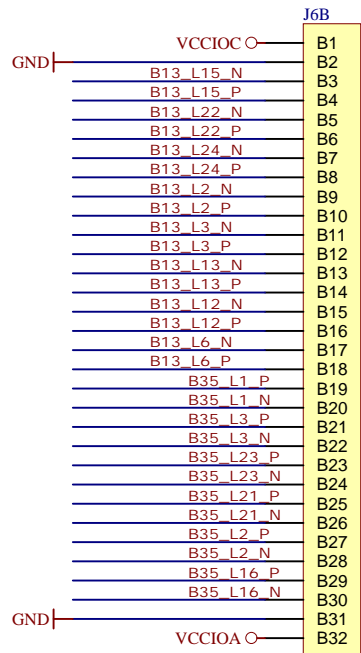 J6B
VCCIOC B1
GND B2
B13_L15_N B3
B13_L15_P B4
B13_L22_N B5
B13_L22_P B6
B13_L24_N B7
B13_L24_P B8
B13_L2_N B9
B13_L2_P B10
B13_L3_N B11
B13_L3_P B12
B13_L13_N B13
B13_L13_P B14
B13_L12_N B15
B13_L12_P B16
B13_L6_N B17
B13_L6_P B18
B35_L1_P B19
B35_L1_N B20
B35_L3_P B21
B35_L3_N B22
B35_L23_P B23
B35_L23_N B24
B35_L21_P B25
B35_L21_N B26
B35_L2_P B27
B35_L2_N B28
B35_L16_P B29
B35_L16_N B30
GND B31
VCCIOA B32